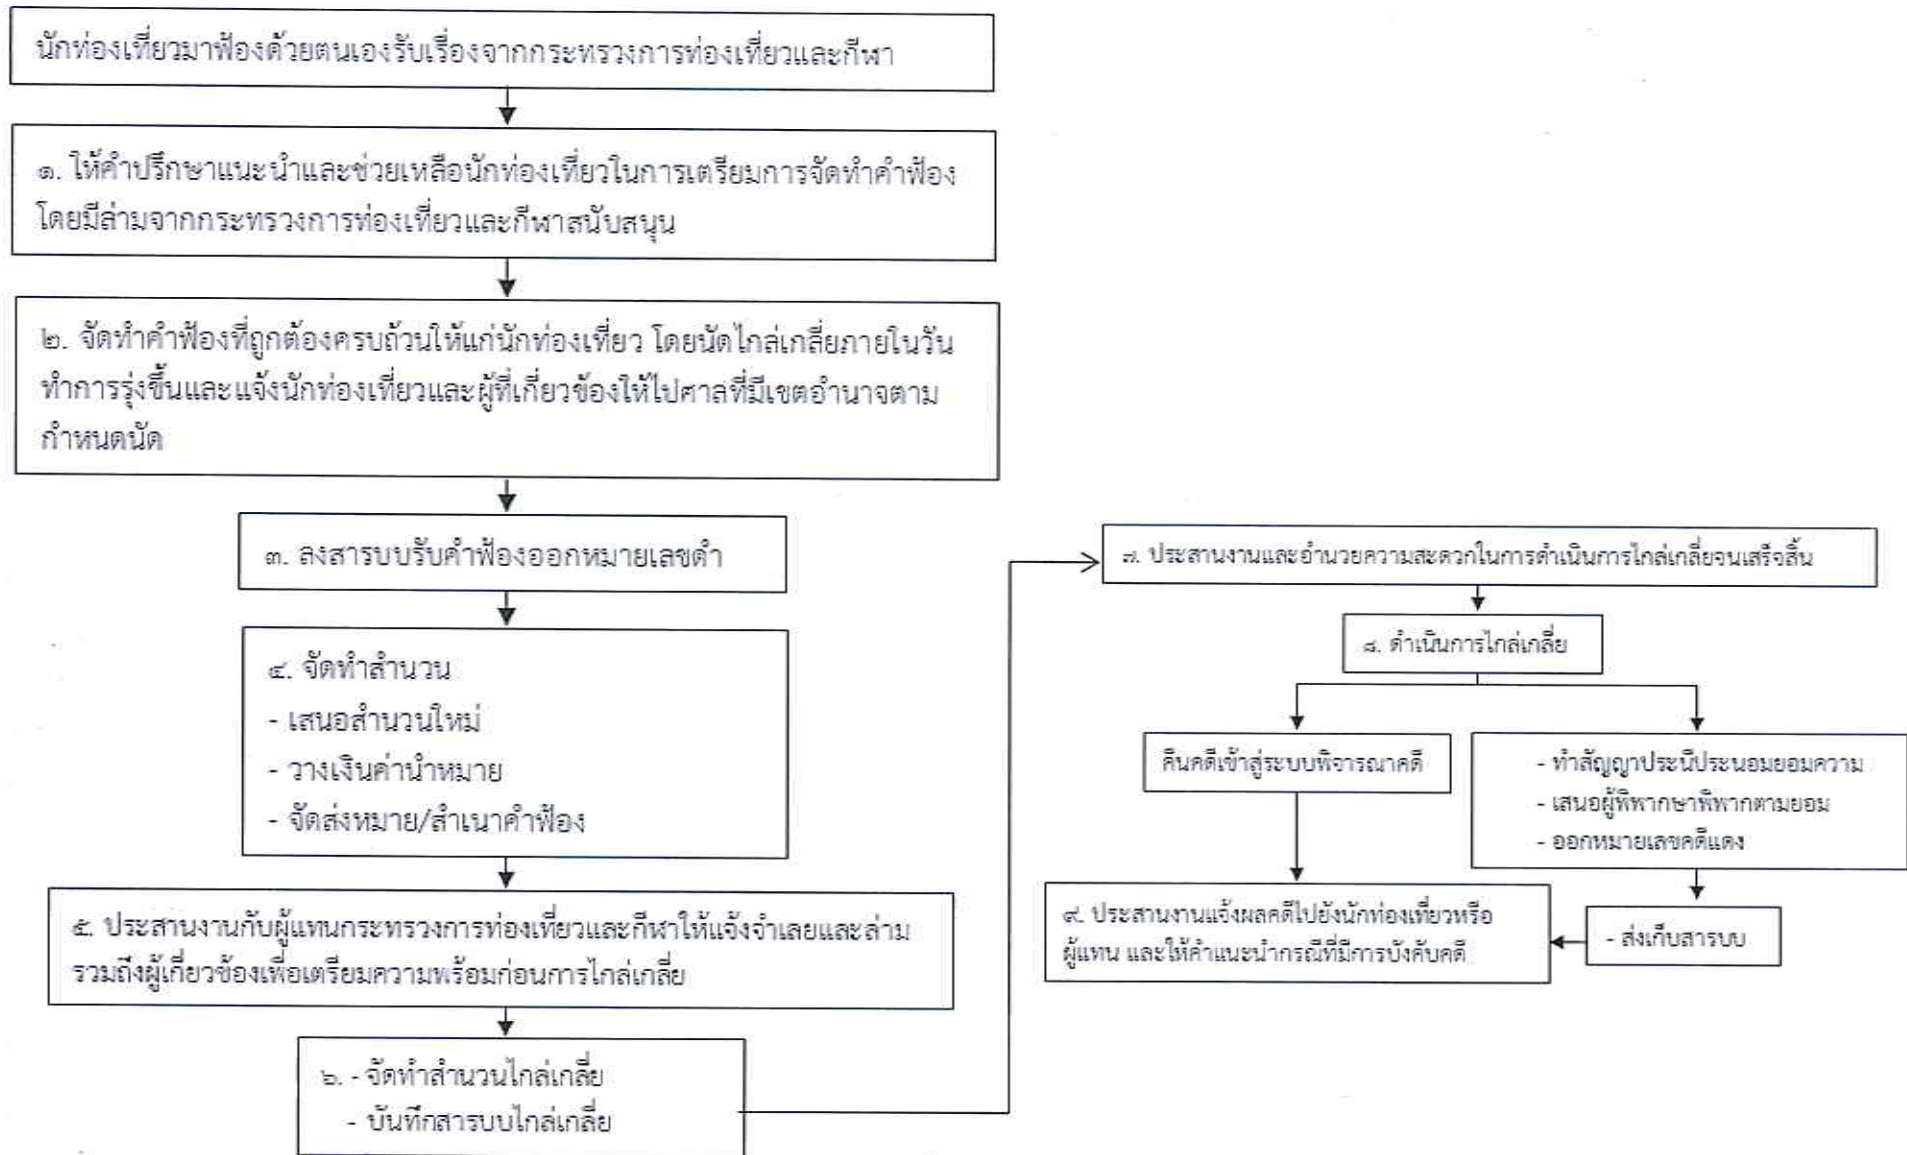 นักท่องเที่ยวมาฟ้องด้วยตนเองรับเรื่องจากกระทรวงการท่องเที่ยวและกีฬา
๑. ให้คำปรึกษาแนะนำและช่วยเหลือนักท่องเที่ยวในการเตรียมการจัดทำคำฟ้อง
โดยมีล่ามจากกระทรวงการท่องเที่ยวและกีฬาสนับสนุน
๒. จัดทำคำฟ้องที่ถูกต้องครบถ้วนให้แก่นักท่องเที่ยว โดยนัดไกล่เกลี่ยภายในวัน
ทำการรุ่งขึ้นและแจ้งนักท่องเที่ยวและผู้ที่เกี่ยวข้องให้ไปศาลที่มีเขตอำนาจตาม
กำหนดนัด
๓. ลงสารบบรับคำฟ้องออกหมายเลขดำ
๔. จัดทำสำนวน
- เสนอสำนวนใหม่
- วางเงินค่านำหมาย
- จัดส่งหมาย/สำเนาคำฟ้อง
๕. ประสานงานกับผู้แทนกระทรวงการท่องเที่ยวและกีฬาให้แจ้งจำเลยและล่าม
รวมถึงผู้เกี่ยวข้องเพื่อเตรียมความพร้อมก่อนการไกล่เกลี่ย
๖. - จัดทำสำนวนไกล่เกลี่ย
- บันทึกสารบบไกล่เกลี่ย
๗. ประสานงานและอำนวยความสะดวกในการดำเนินการไกล่เกลี่ยจนเสร็จสิ้น
๘. ดำเนินการไกล่เกลี่ย
คืนคดีเข้าสู่ระบบพิจารณาคดี
- ทำสัญญาประนีประนอมยอมความ
- เสนอผู้พิพากษาพิพากตามยอม
- ออกหมายเลขคดีแดง
๙. ประสานงานแจ้งผลคดีไปยังนักท่องเที่ยวหรือ
ผู้แทน และให้คำแนะนำกรณีที่มีการบังคับคดี
- ส่งเก็บสารบบ